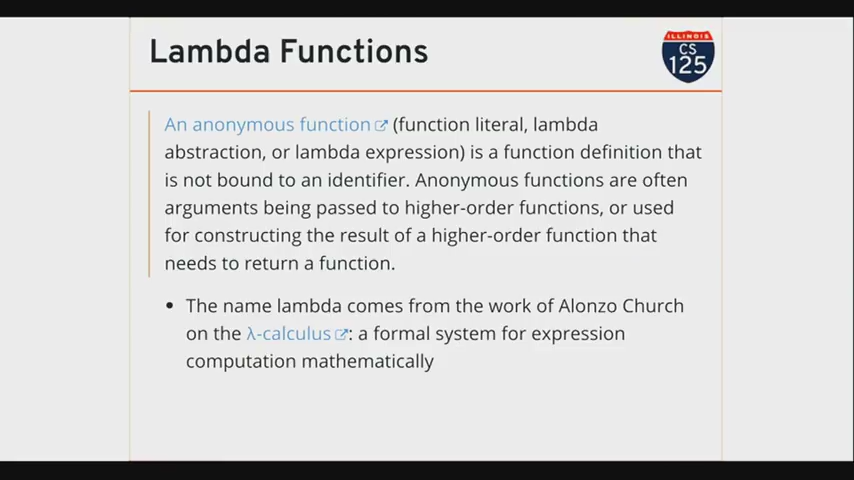 Lambda Functions
ILLINOIS
CS
125
An anonymous function (function literal, lambda
abstraction, or lambda expression) is a function definition that
is not bound to an identifier. Anonymous functions are often
arguments being passed to higher-order functions, or used
for constructing the result of a higher-order function that
needs to return a function.
• The name lambda comes from the work of Alonzo Church
on the λ-calculus: a formal system for expression
computation mathematically